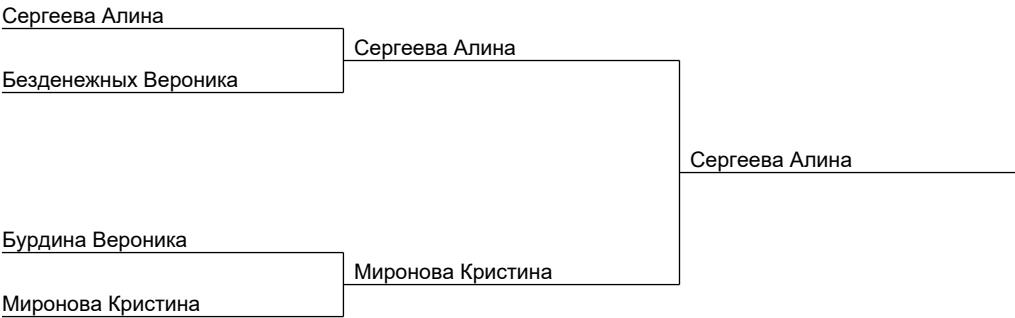 Сергеева Алина
Сергеева Алина
Безденежных Вероника
Сергеева Алина
Бурдина Вероника
Миронова Кристина
Миронова Кристина